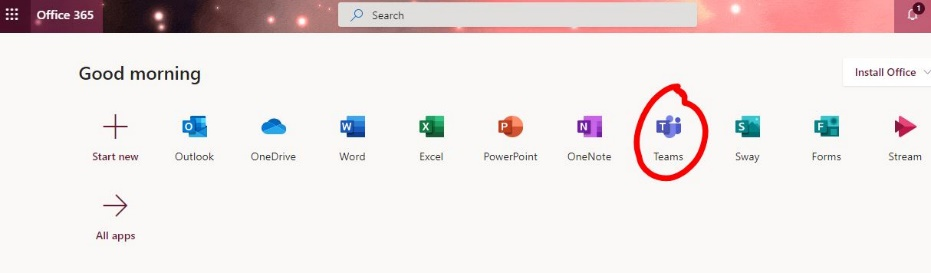 Office 365
Search
1
Good morning
Install Office
Start new
Outlook
OneDrive
Word
Excel
PowerPoint
OneNote
Teams
Sway
Forms
Stream
All apps